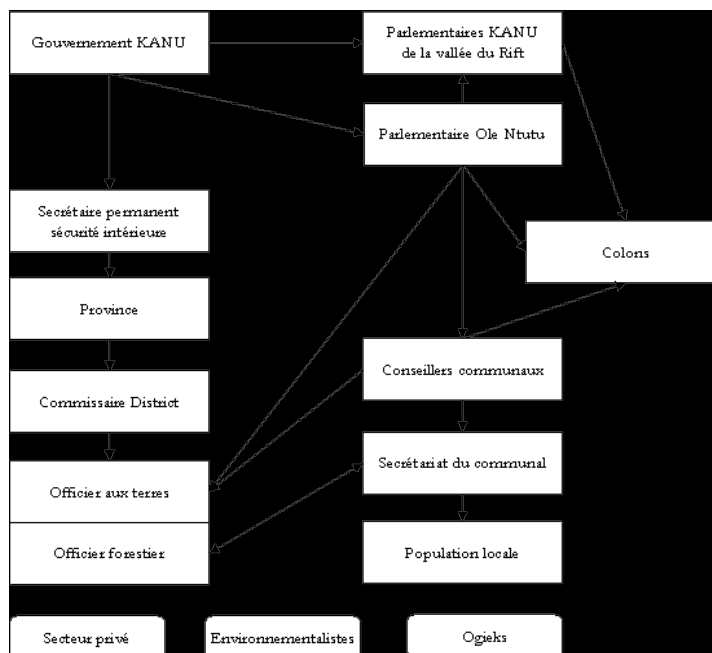 Gouvernement KANU
Parlementaires KANU
de la vallée du Rift
Parlementaire Ole Ntutu
Secrétaire permanent
sécurité intérieure
Colons
Province
Conseillers communaux
Commissaire District
Secrétariat du communal
Officier aux terres
Officier forestier
Population locale
Secteur privé
Environnementalistes
Ogieks